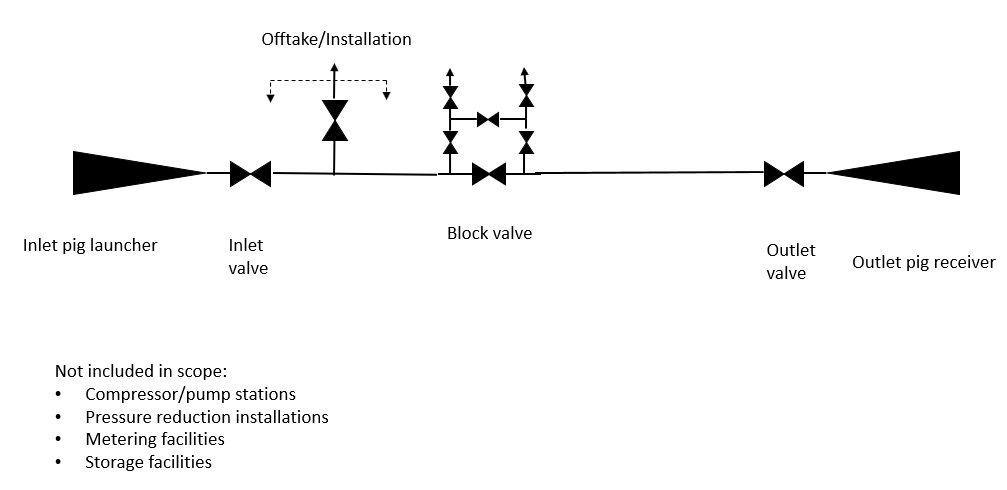 Offtake/Installation
Inlet pig launcher
Inlet
valve
Block valve
Outlet
valve
Outlet pig receiver
Not included in scope:
• Compressor/pump stations
• Pressure reduction installations
• Metering facilities
• Storage facilities